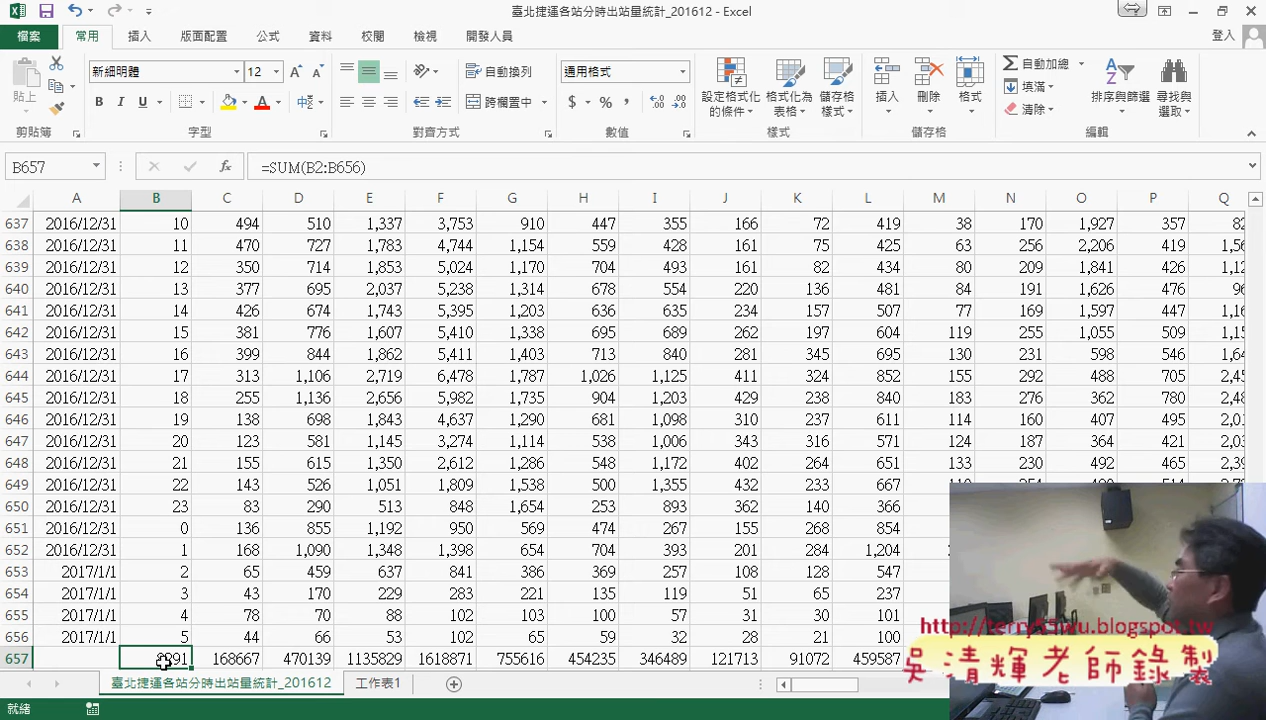 臺北捷運各站分時出站量統計_201612 - Excel
檔案 常用 插入 版面配置 公式 資料 校閱 檢視 開發人員 登入
新細明體 12 自動換列 通用格式 自動加總
貼上 跨欄置中 設定格式化的條件 格式化為表格 儲存格樣式 插入 刪除 格式 填滿 清除 排序與篩選 尋找與選取
剪貼簿 字型 對齊方式 數值 樣式 儲存格 編輯
B657 =SUM(B2:B656)
A B C D E F G H I J K L M N O P Q
637 2016/12/31 10 494 510 1,337 3,753 910 447 355 166 72 419 38 170 1,927 357
638 2016/12/31 11 470 727 1,783 4,744 1,154 559 428 161 75 425 63 256 2,206 419
639 2016/12/31 12 350 714 1,853 5,024 1,170 704 493 161 82 434 80 209 1,841 426
640 2016/12/31 13 377 695 2,037 5,238 1,314 678 554 220 136 481 84 191 1,626 476
641 2016/12/31 14 426 674 1,743 5,395 1,203 636 635 234 157 507 77 169 1,597 447
642 2016/12/31 15 381 776 1,607 5,410 1,338 695 689 262 197 604 119 255 1,055 509
643 2016/12/31 16 399 844 1,862 5,411 1,403 713 840 281 345 695 130 231 598 546
644 2016/12/31 17 313 1,106 2,719 6,478 1,787 1,026 1,125 411 324 852 155 292 488 705
645 2016/12/31 18 255 1,136 2,656 5,982 1,735 904 1,203 429 238 840 183 276 362 780
646 2016/12/31 19 138 698 1,843 4,637 1,290 681 1,098 310 237 611 114 160 407 495
647 2016/12/31 20 123 581 1,145 3,274 1,114 538 1,006 343 316 571 124 187 364 421
648 2016/12/31 21 155 615 1,350 2,612 1,286 548 1,172 402 264 651 133 230 492 465
649 2016/12/31 22 143 526 1,051 1,809 1,538 500 1,355 432 233 667
650 2016/12/31 23 83 290 513 848 1,654 253 893 362 140 366
651 2016/12/31 0 136 855 1,192 950 569 474 267 155 268 854
652 2016/12/31 1 168 1,090 1,348 1,398 654 704 393 201 284 1,204
653 2017/1/1 2 65 459 637 841 386 369 257 108 128 547
654 2017/1/1 3 43 170 229 283 221 135 119 51 65 237
655 2017/1/1 4 78 70 88 102 103 100 57 31 30 101
656 2017/1/1 5 44 66 53 102 65 59 32 28 21 100
657 168667 470139 1135829 1618871 755616 454235 346489 121713 91072 459587
http://terry55wu.blogspot.tw
吳清輝老師錄製
臺北捷運各站分時出站量統計_201612 工作表1
就緒